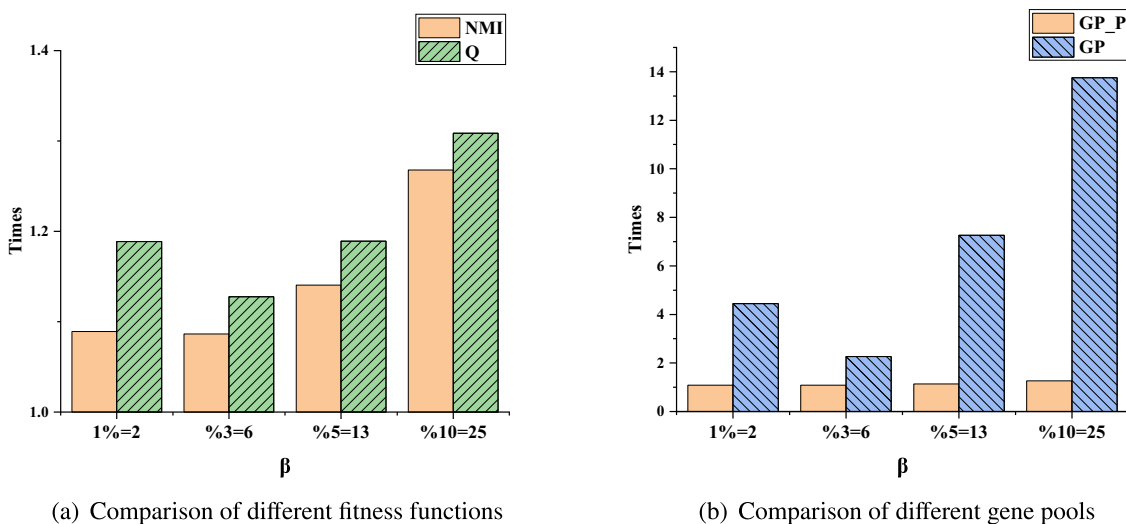 NMI
Q
1.4
1.2
1.0
Times
1%=2 %3=6 %5=13 %10=25
β
(a) Comparison of different fitness functions
GP_P
GP
14
12
10
8
6
4
2
0
Times
1%=2 %3=6 %5=13 %10=25
β
(b) Comparison of different gene pools